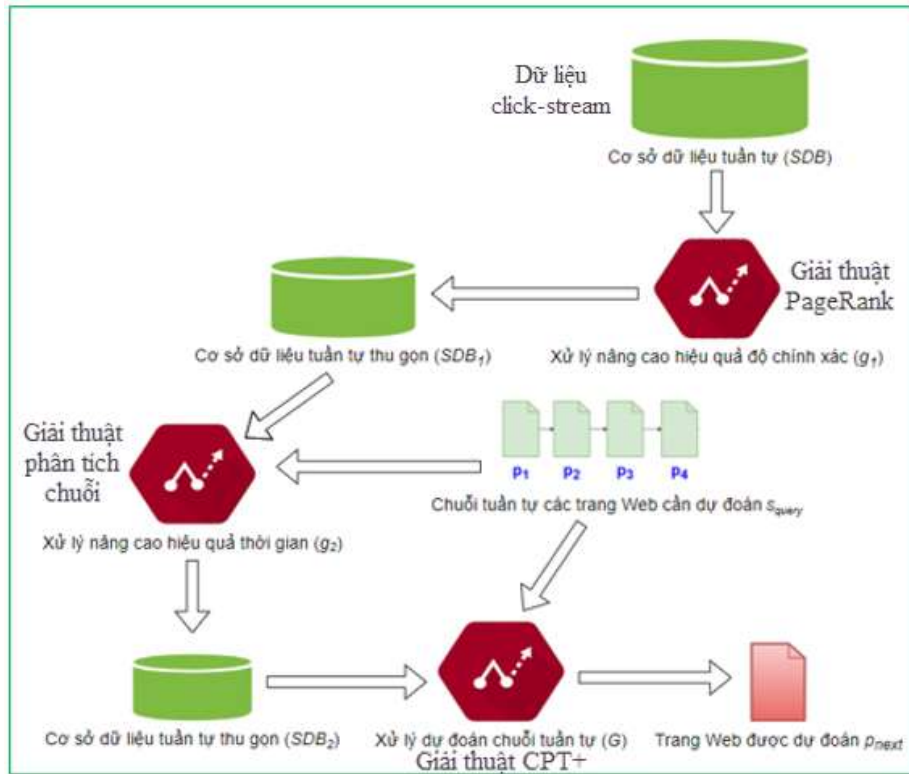 Dữ liệu
click-stream
Cơ sở dữ liệu tuần tự (SDB)
Giải thuật
PageRank
Cơ sở dữ liệu tuần tự thu gọn (SDB₁)
Xử lý nâng cao hiệu quả độ chính xác (g₁)
Giải thuật
phân tích
chuỗi
p₁ p₂ p₃ p₄
Chuỗi tuần tự các trang Web cần dự đoán s_query
Xử lý nâng cao hiệu quả thời gian (g₂)
Cơ sở dữ liệu tuần tự thu gọn (SDB₂)
Xử lý dự đoán chuỗi tuần tự (G)
Trang Web được dự đoán p_next
Giải thuật CPT+